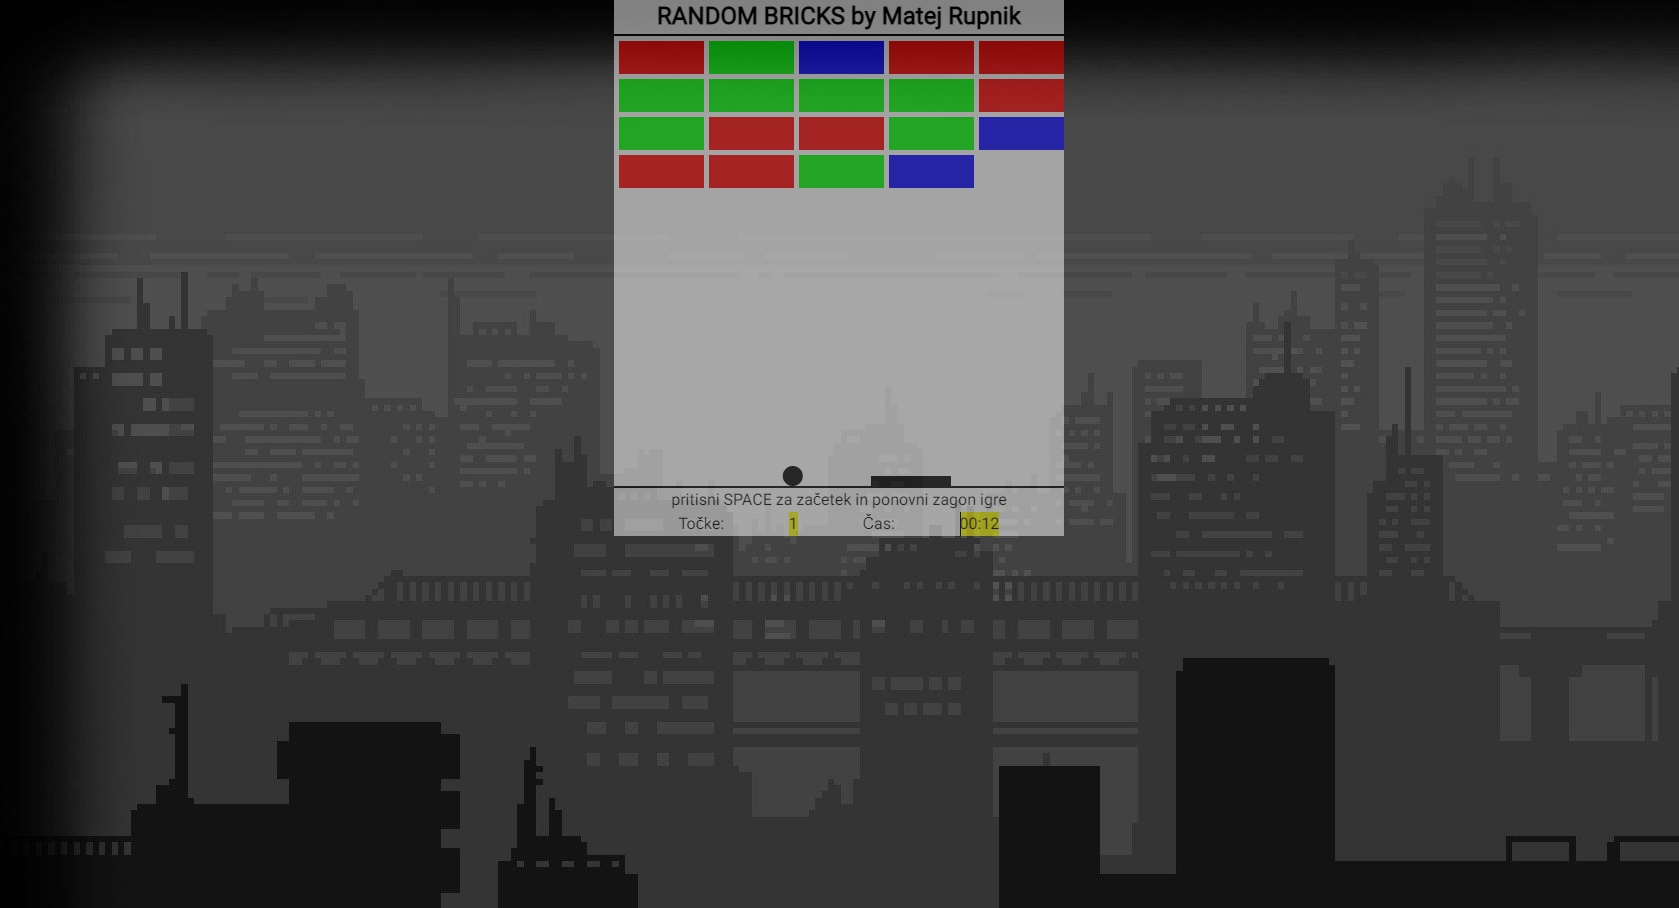 RANDOM BRICKS by Matej Rupnik
pritisni SPACE za začetek in ponovni zagon igre
Točke: 1 Čas: 00:12